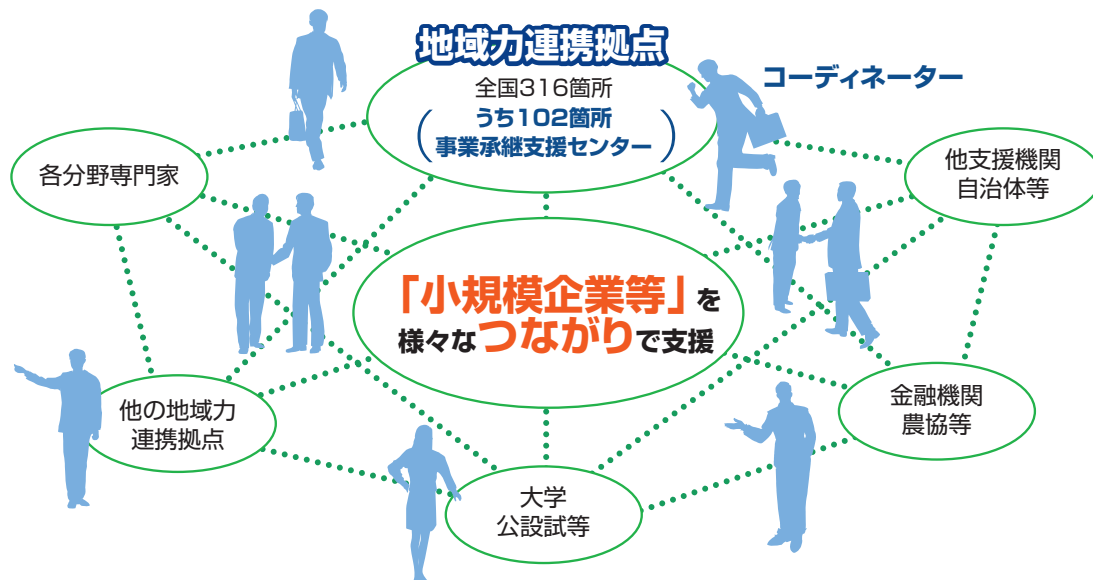 地域力連携拠点
全国316箇所
(うち102箇所
事業承継支援センター)
コーディネーター
各分野専門家
他支援機関
自治体等
「小規模企業等」を
様々なつながりで支援
他の地域力
連携拠点
金融機関
農協等
大学
公設試等